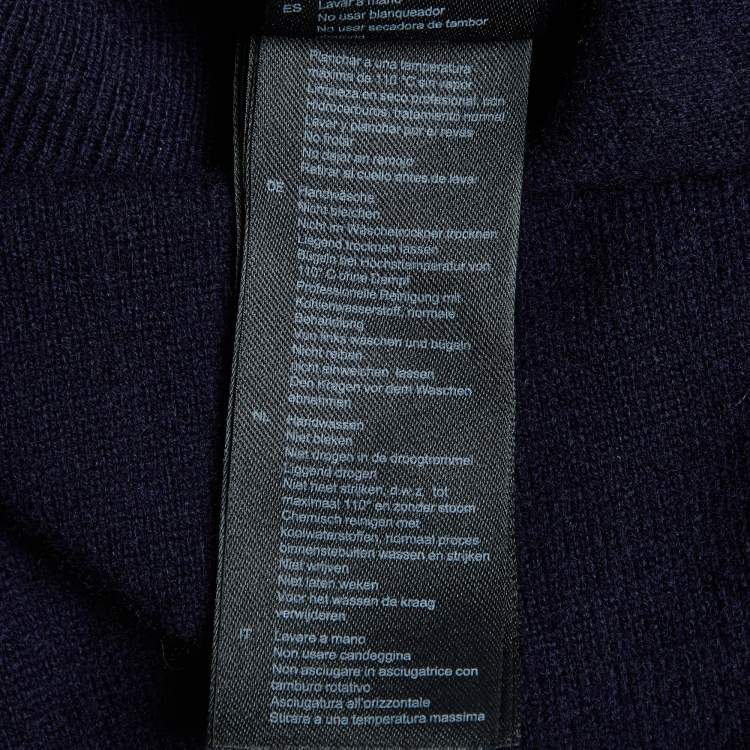 ES Lavar a mano
No usar blanqueador
No usar secadora de tambor
Planchar a una temperatura
máxima de 110 °C sin vapor
Limpieza en seco profesional, con
Hidrocarburos, tratamiento normal
Lavar y planchar por el revés
No frotar
No dejar en remojo
Retirar el cuello antes de lavar
DE Handwäsche
Nicht bleichen
Nicht im Wäschetrockner trocknen
Liegend trocknen lassen
Bügeln bei Höchsttemperatur von
110° C ohne Dampf
Professionelle Reinigung mit
Kohlenwasserstoff, normale
Behandlung
Von links waschen und bügeln
Nicht reiben
Nicht einweichen lassen
Den Kragen vor dem Waschen
abnehmen
NL Handwassen
Niet bleken
Niet drogen in de droogtrommel
Liggend drogen
Niet heet strijken, d.w.z. tot
maximaal 110° en zonder stoom
Chemisch reinigen met
Koolwaterstoffen, normaal proces
binnenstebuiten wassen en strijken
Niet wrijven
Niet laten weken
Voor het wassen de kraag
verwijderen
IT Lavare a mano
Non usare candeggina
Non asciugare in asciugatrice con
tamburo rotativo
Asciugatura all'orizzontale
Stirare a una temperatura massima